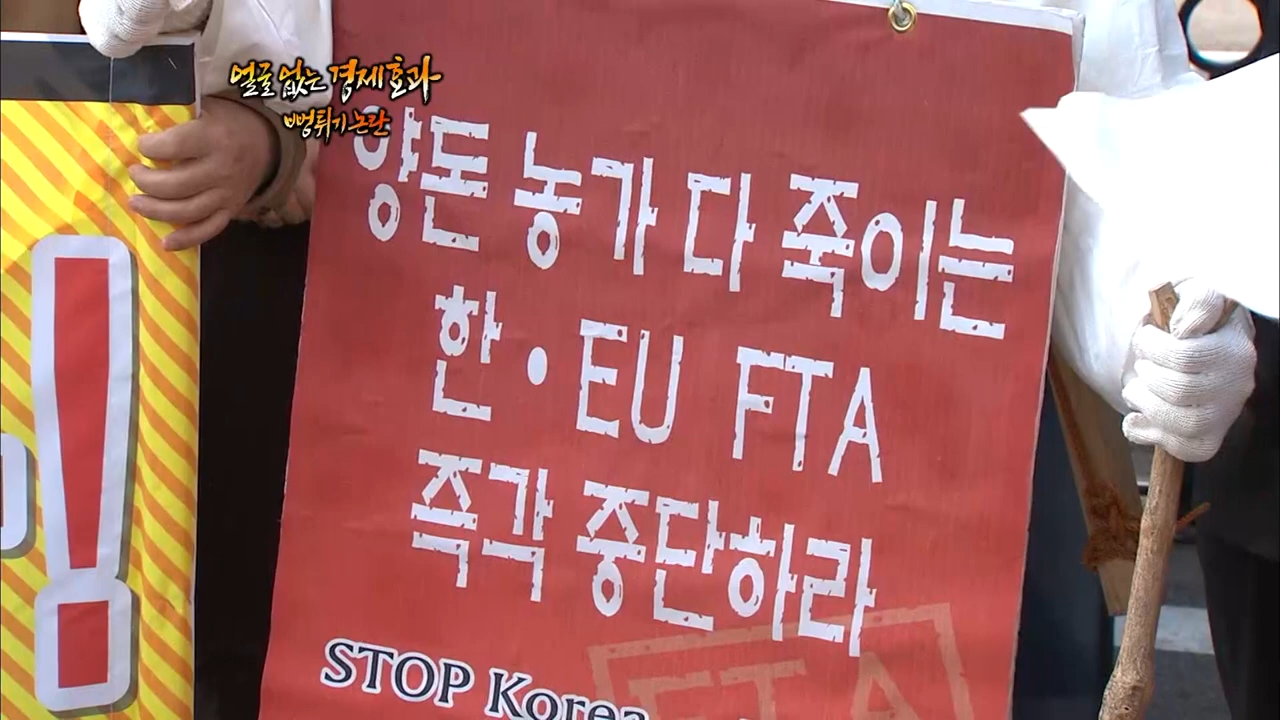 얼굴 없는 경제효과
뻥튀기 논란
양돈 농가 다 죽이는
한·EU FTA
즉각 중단하라
STOP Korea
FTA
!